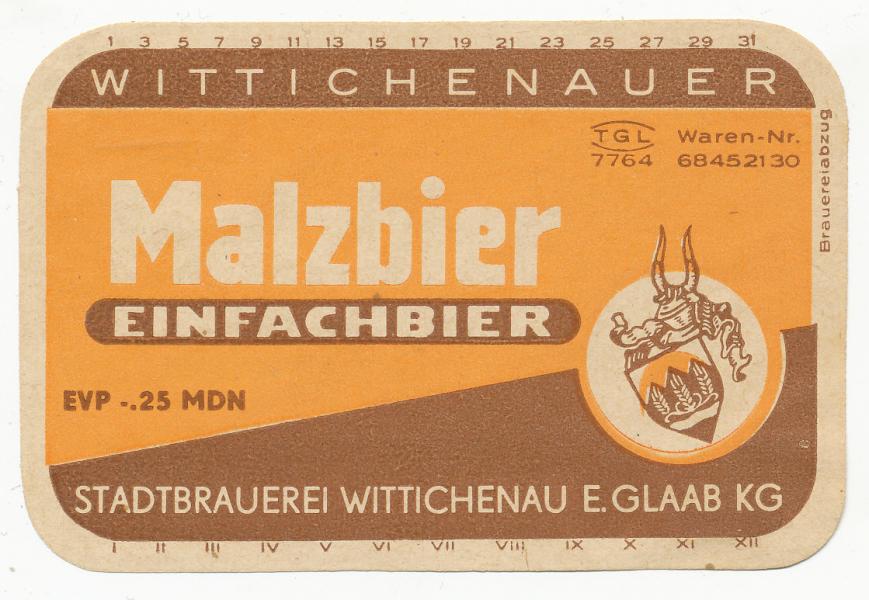 1 3 5 7 9 11 13 15 17 19 21 23 25 27 29 31
WITTICHENAUER
TGL Waren-Nr.
7764 68452130
Brauereiabzug
Malzbier
EINFACHBIER
EVP -.25 MDN
STADTBRAUEREI WITTICHENAU E.GLAAB KG
I II III IV V VI VII VIII IX X XI XII